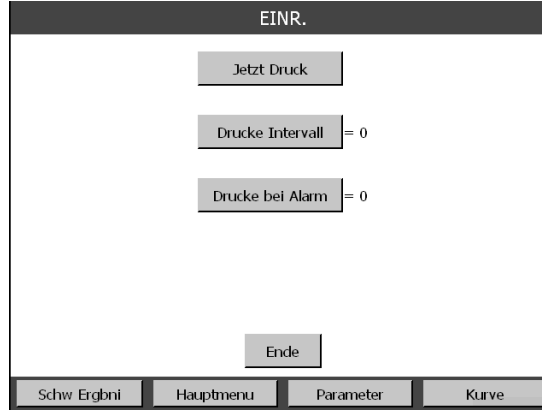 EINR.
Jetzt Druck
Drucke Intervall = 0
Drucke bei Alarm = 0
Ende
Schw Ergbni Hauptmenu Parameter Kurve